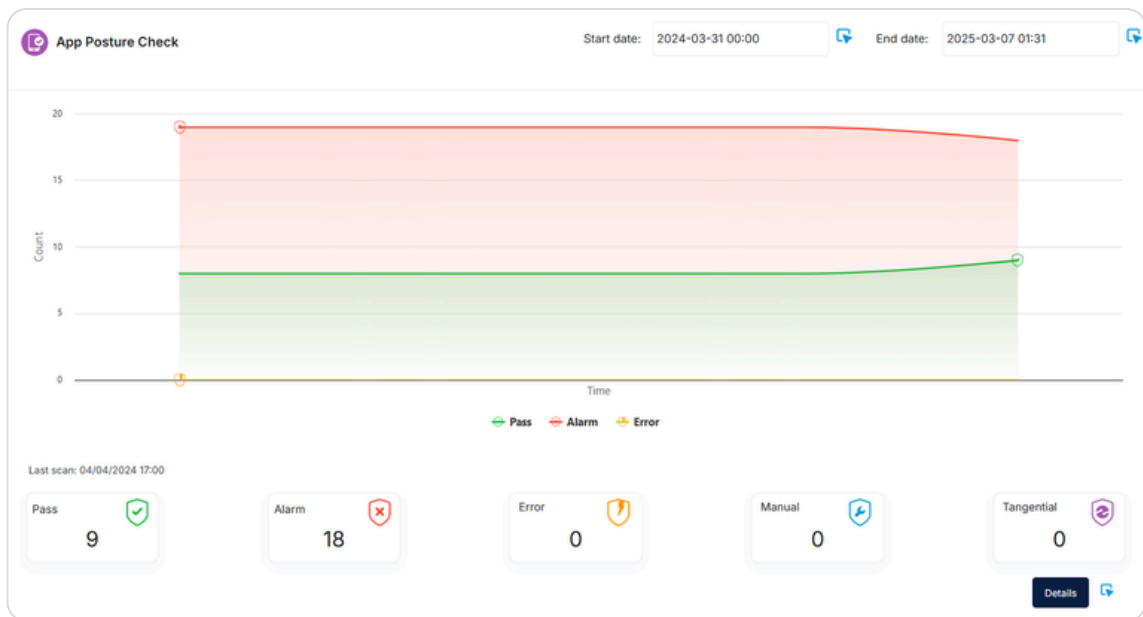 App Posture Check
Start date: 2024-03-31 00:00 End date: 2025-03-07 01:31
20
15
10
5
0
Count
Time
Pass Alarm Error
Last scan: 04/04/2024 17:00
Pass Alarm Error Manual Tangential
9 18 0 0 0
Details